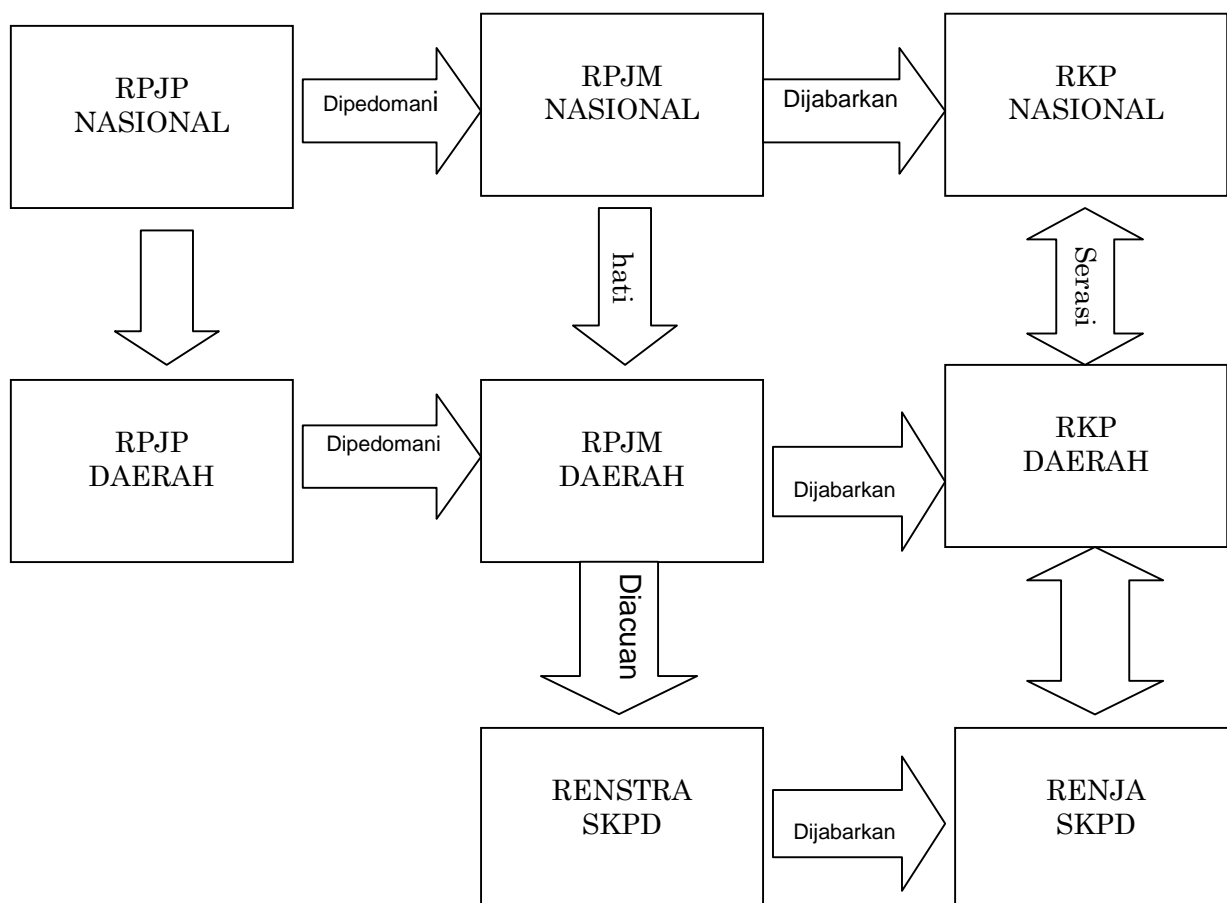 RPJP
NASIONAL
Dipedomani
RPJM
NASIONAL
Dijabarkan
RKP
NASIONAL
hati
Serasi
RPJP
DAERAH
Dipedomani
RPJM
DAERAH
Dijabarkan
RKP
DAERAH
Diacuan
RENSTRA
SKPD
Dijabarkan
RENJA
SKPD